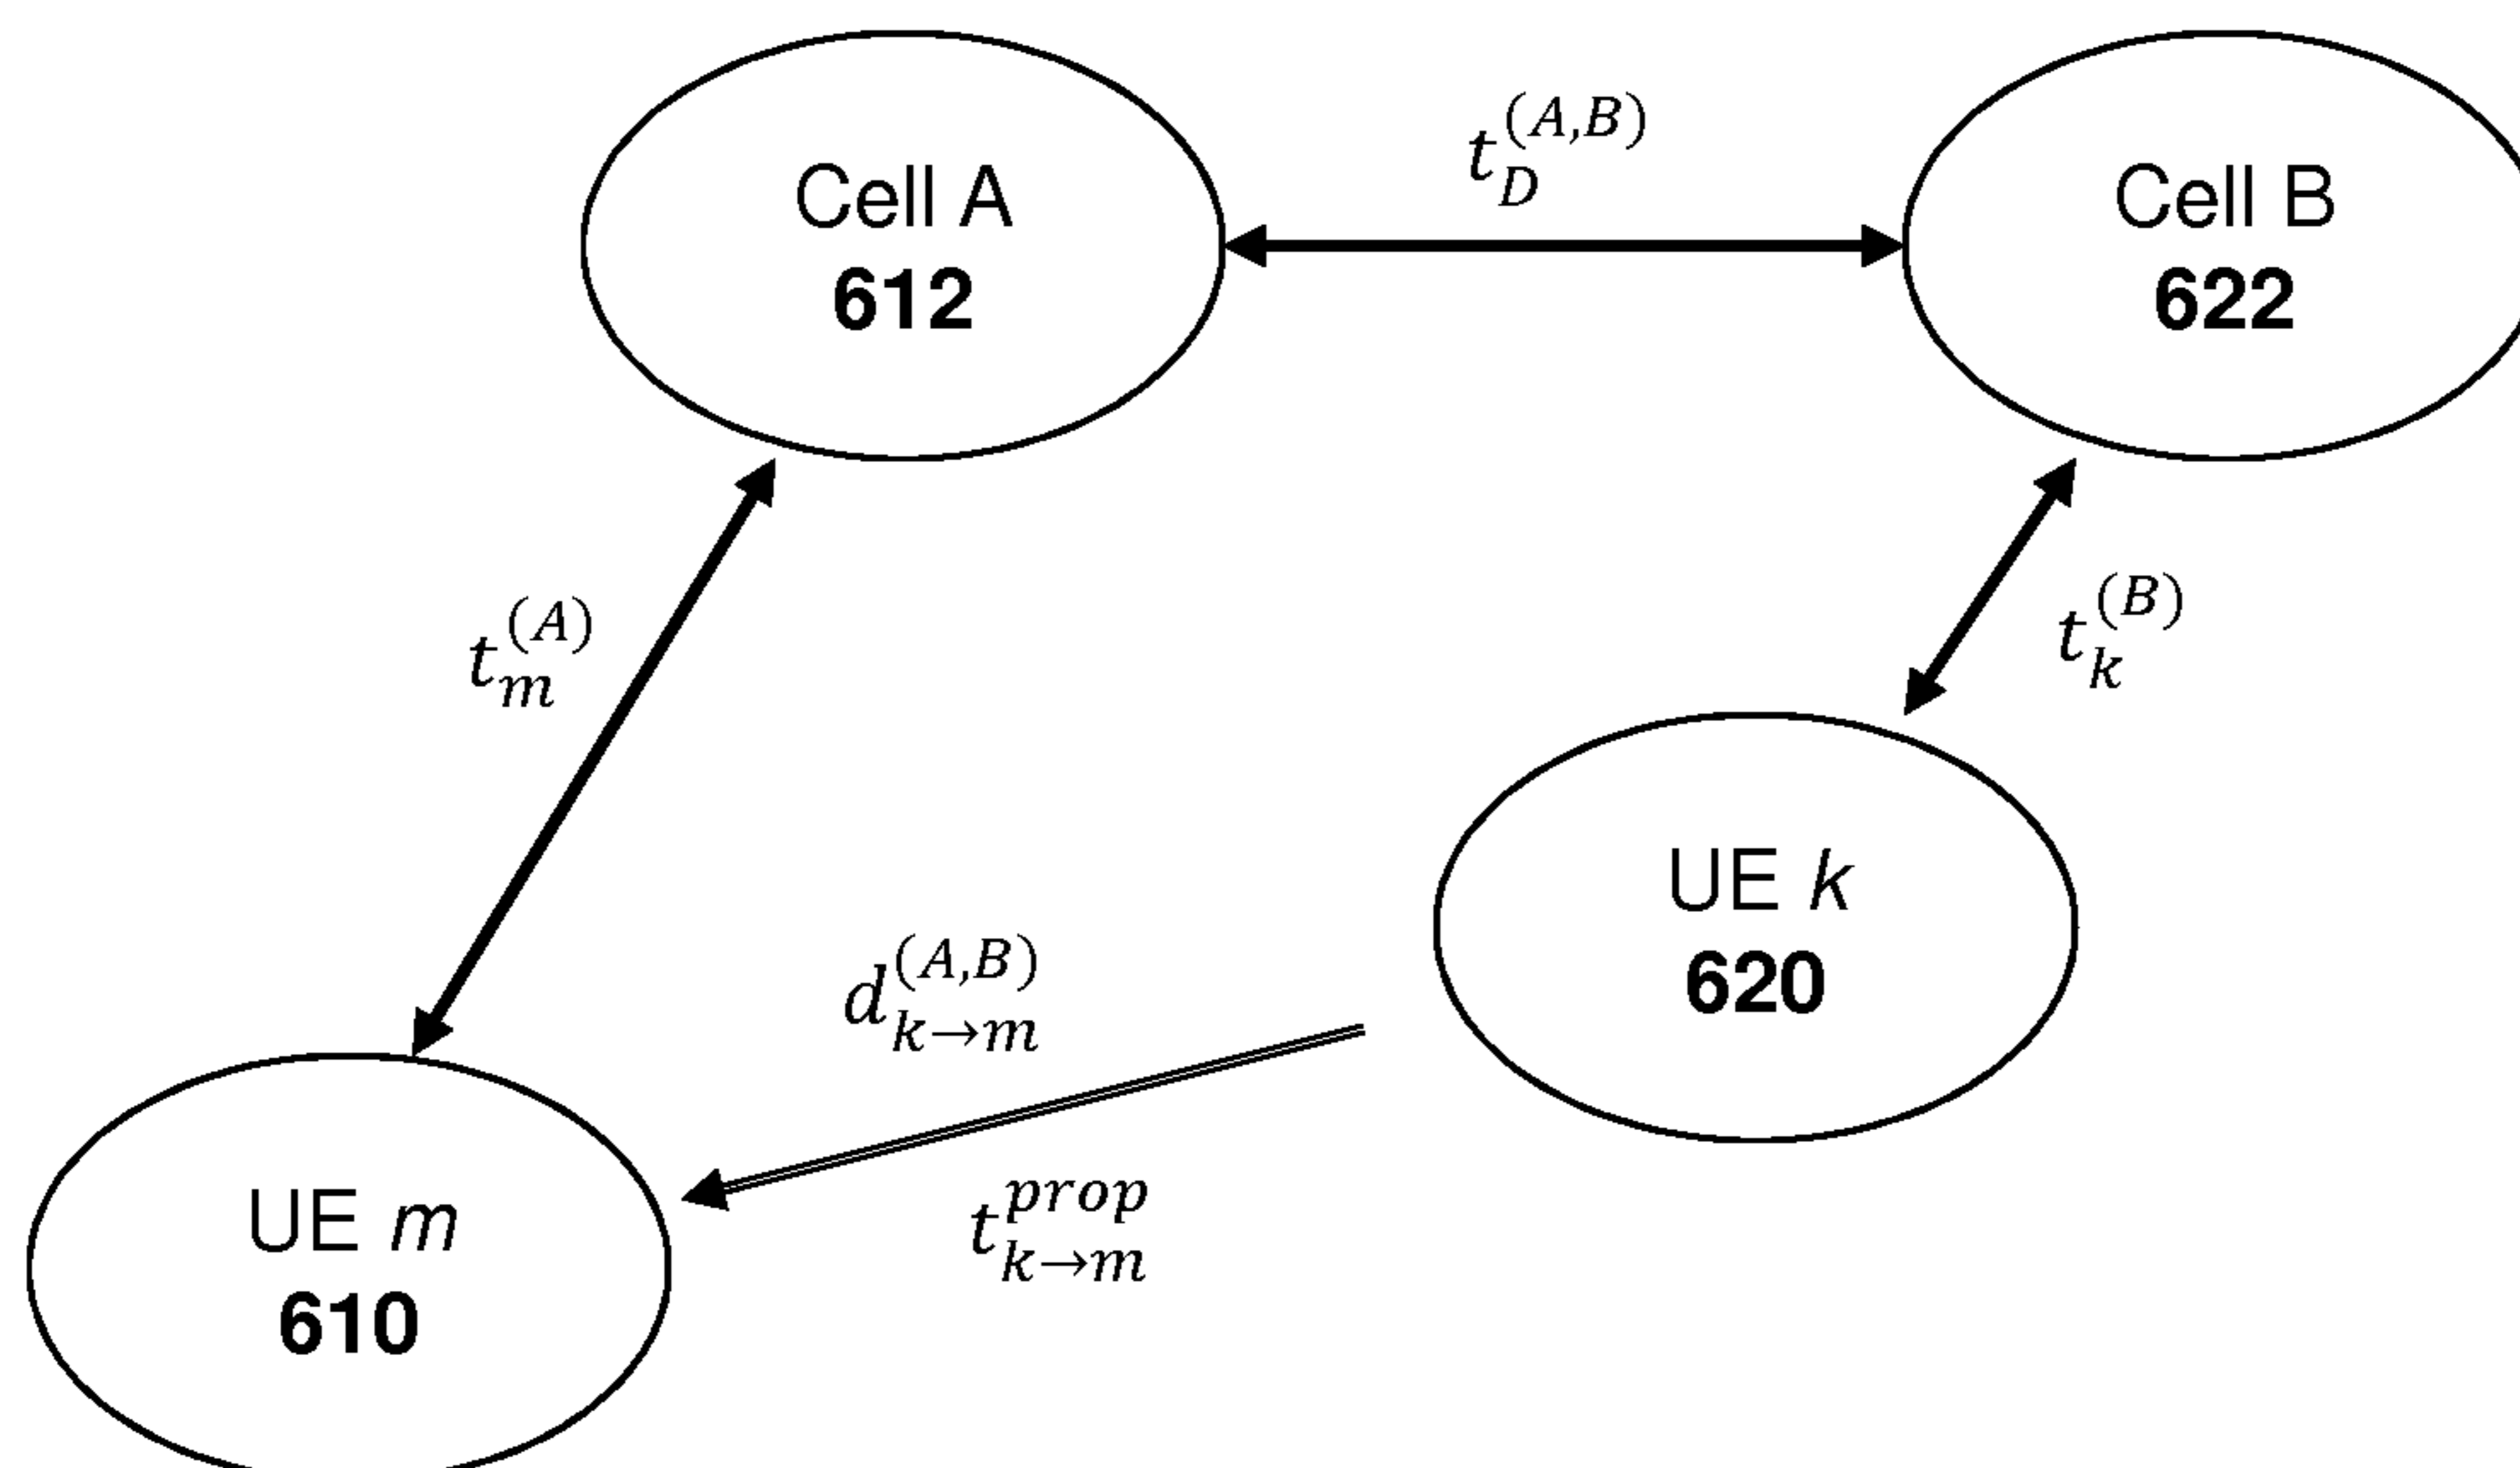 Cell A
612
t_D^{(A,B)}
Cell B
622
t_m^{(A)}
t_k^{(B)}
UE k
620
d_{k→m}^{(A,B)}
t_{k→m}^{prop}
UE m
610